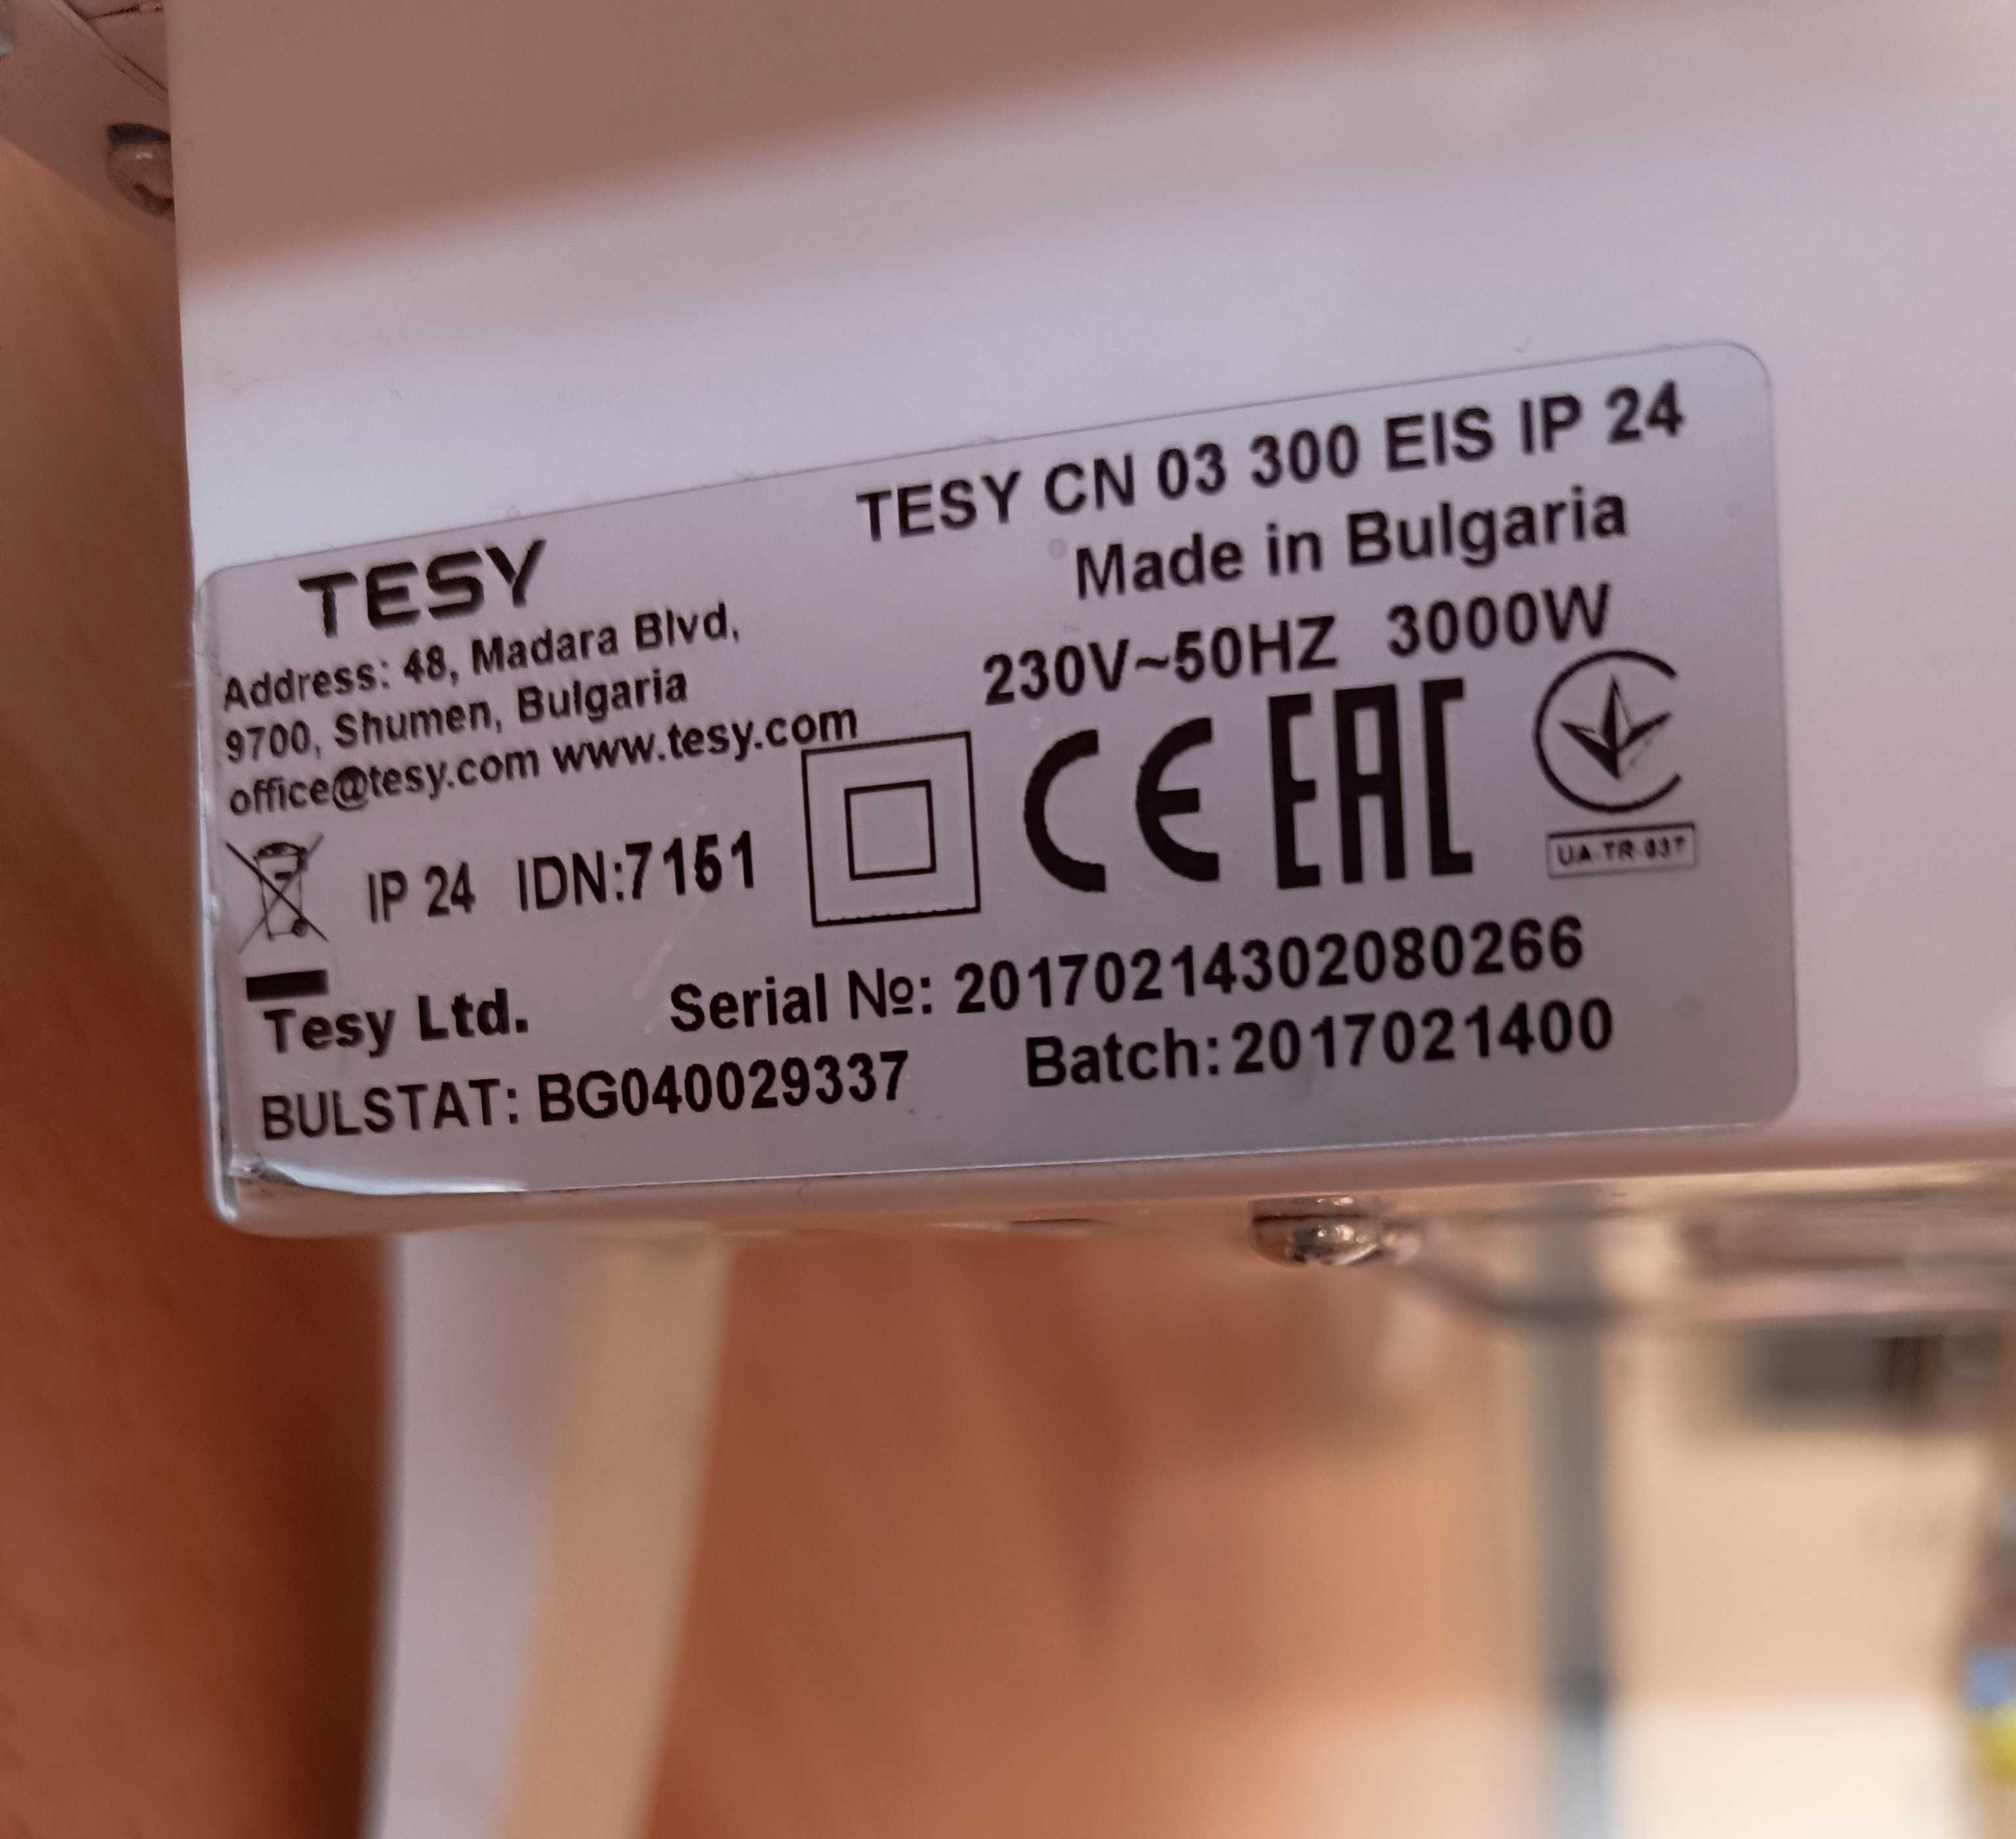 TESY CN 03 300 EIS IP 24
Made in Bulgaria
230V~50HZ 3000W
TESY
Address: 48, Madara Blvd,
9700, Shumen, Bulgaria
office@tesy.com www.tesy.com
IP 24 IDN:7151
CE EAC
UA-TR-037
Tesy Ltd.
Serial №: 20170214302080266
BULSTAT: BG040029337
Batch:2017021400